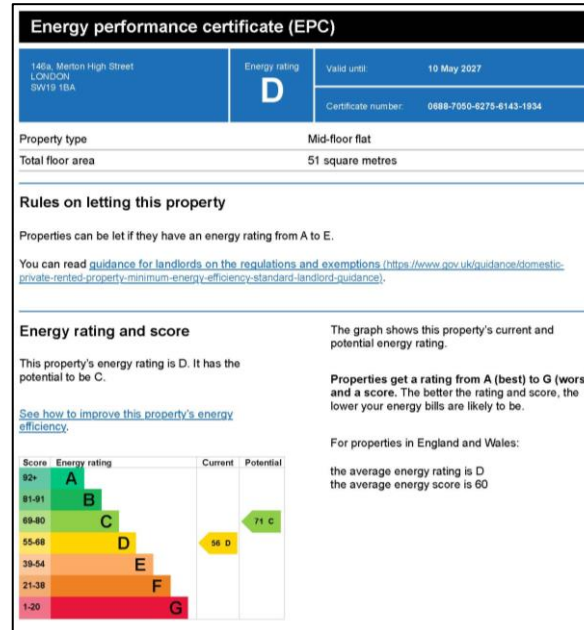 Energy performance certificate (EPC)
146a, Merton High Street
LONDON
SW19 1BA
Energy rating
D
Valid until:
10 May 2027
Certificate number:
0688-7050-6275-6143-1934
Property type
Mid-floor flat
Total floor area
51 square metres
Rules on letting this property
Properties can be let if they have an energy rating from A to E.
You can read guidance for landlords on the regulations and exemptions (https://www.gov.uk/guidance/domestic-
private-rented-property-minimum-energy-efficiency-standard-landlord-guidance).
Energy rating and score
This property's energy rating is D. It has the
potential to be C.
See how to improve this property's energy
efficiency.
Score Energy rating Current Potential
92+ A
81-91 B
69-80 C 71 C
55-68 D 56 D
39-54 E
21-38 F
1-20 G
The graph shows this property's current and
potential energy rating.
Properties get a rating from A (best) to G (wors
and a score. The better the rating and score, the
lower your energy bills are likely to be.
For properties in England and Wales:
the average energy rating is D
the average energy score is 60